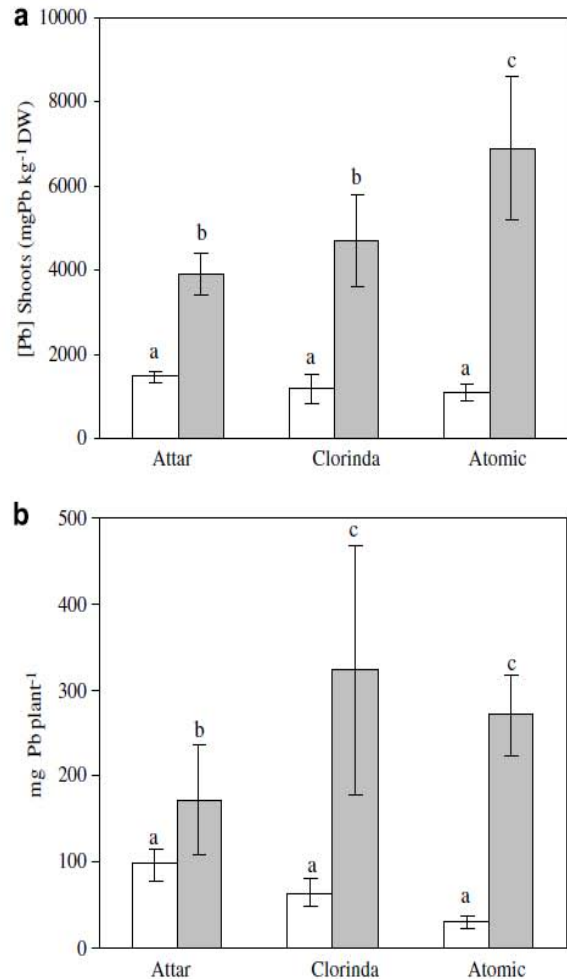 a
10000
8000
6000
4000
2000
0
[Pb] Shoots (mgPb kg⁻¹ DW)
a b
a b
a c
Attar Clorinda Atomic
b
500
400
300
200
100
0
mg Pb plant⁻¹
a b
a c
a c
Attar Clorinda Atomic